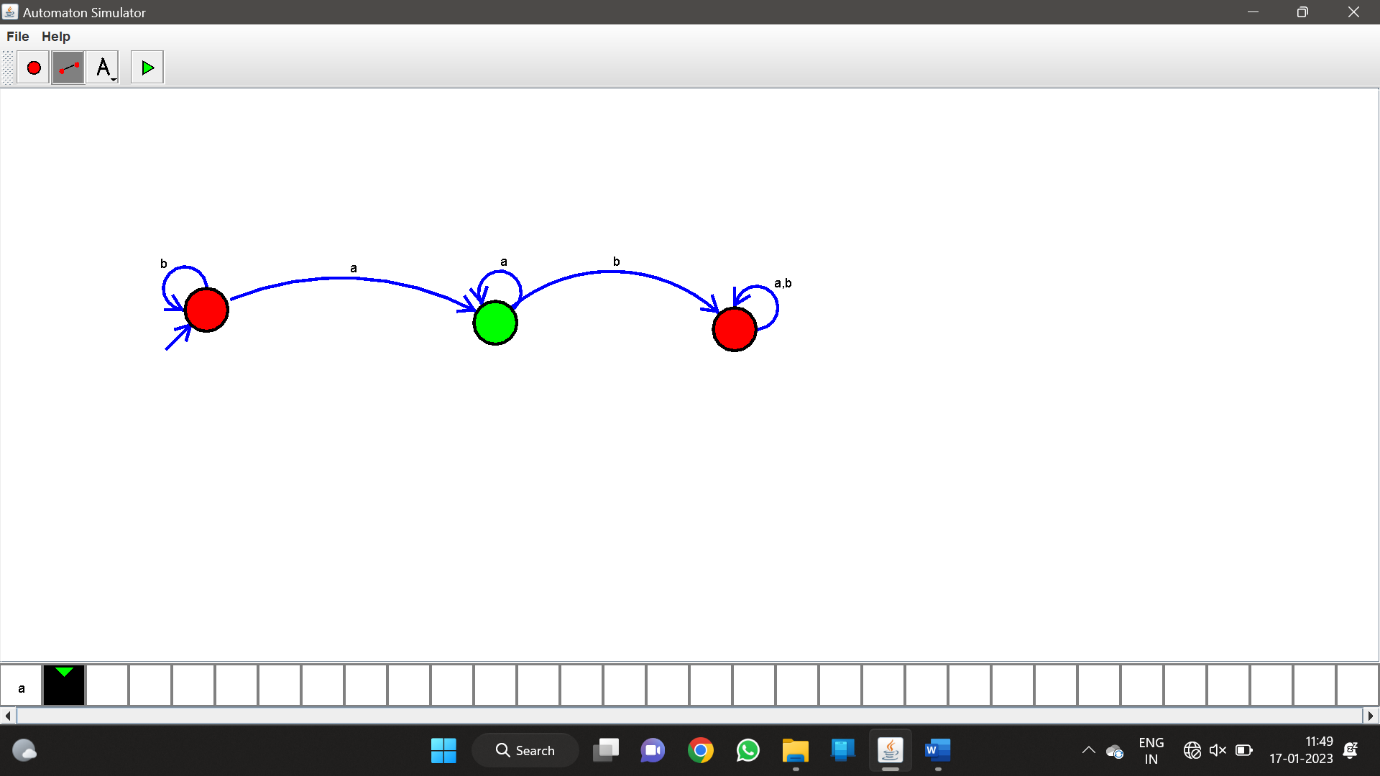 Automaton Simulator
File Help
A
b
a
a
b
a,b
a
Search
ENG
IN
11:49
17-01-2023